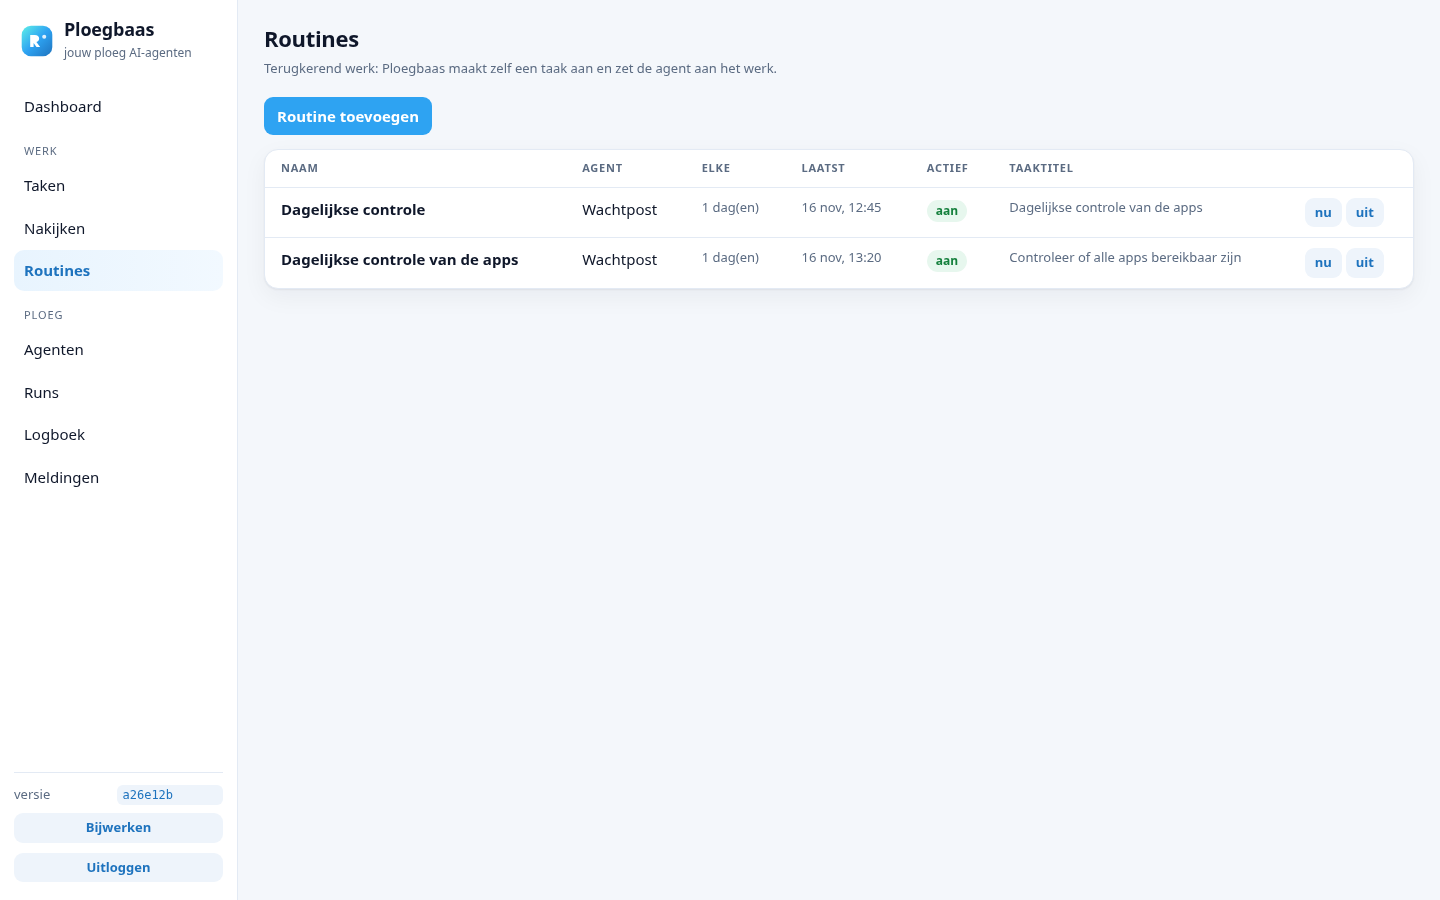 Ploegbaas
jouw ploeg AI-agenten
Dashboard
WERK
Taken
Nakijken
Routines
PLOEG
Agenten
Runs
Logboek
Meldingen
versie a26e12b
Bijwerken
Uitloggen
Routines
Terugkerend werk: Ploegbaas maakt zelf een taak aan en zet de agent aan het werk.
Routine toevoegen
NAAM AGENT ELKE LAATST ACTIEF TAAKTITEL
Dagelijkse controle Wachtpost 1 dag(en) 16 nov, 12:45 aan Dagelijkse controle van de apps nu uit
Dagelijkse controle van de apps Wachtpost 1 dag(en) 16 nov, 13:20 aan Controleer of alle apps bereikbaar zijn nu uit